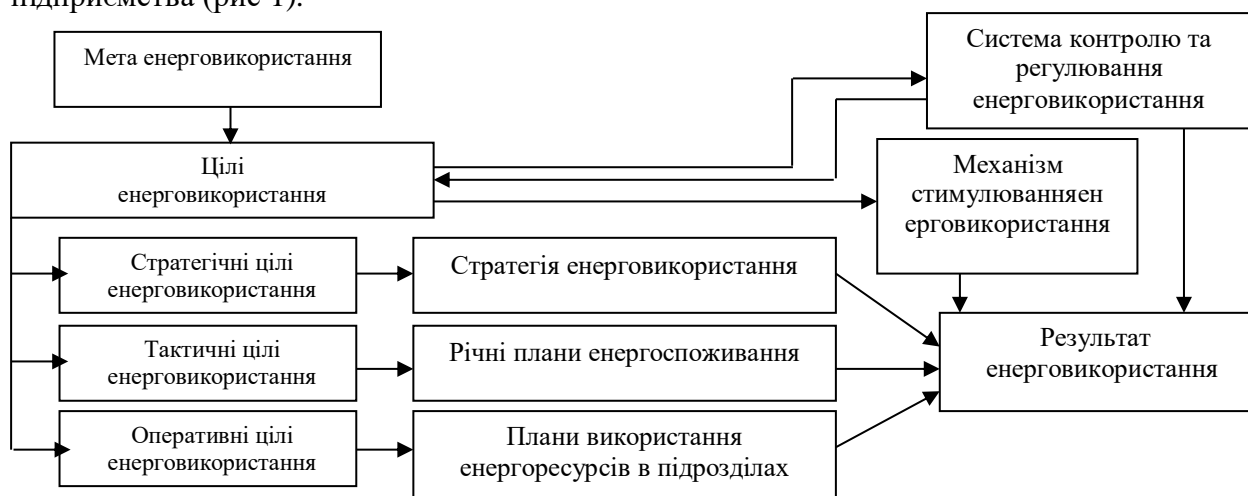 підприємства (рис 1).
Мета енерговикористання
Система контролю та
регулювання
енерговикористання
Цілі
енерговикористання
Механізм
стимулюванняен
ерговикористання
Стратегічні цілі
енерговикористання
Стратегія енерговикористання
Тактичні цілі
енерговикористання
Річні плани енергоспоживання
Результат
енерговикористання
Оперативні цілі
енерговикористання
Плани використання
енергоресурсів в підрозділах